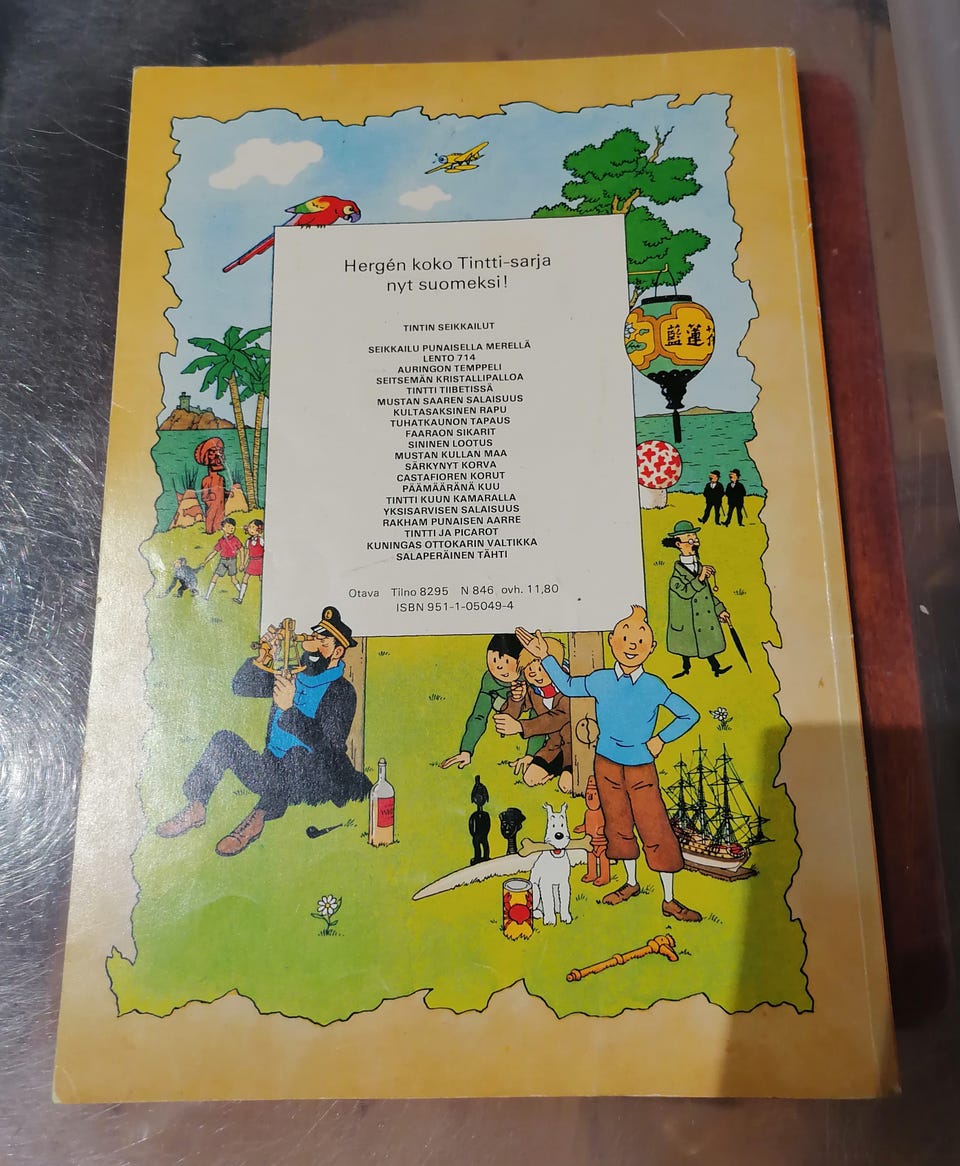 Hergén koko Tintti-sarja
nyt suomeksi!
TINTIN SEIKKAILUT
SEIKKAILU PUNAISELLA MERELLÄ
LENTO 714
AURINGON TEMPPELI
SEITSEMÄN KRISTALLIPALLOA
TINTTI TIIBETISSÄ
MUSTAN SAAREN SALAISUUS
KULTASAKSINEN RAPU
TUHATKAUNON TAPAUS
FAARAON SIKARIT
SININEN LOOTUS
MUSTAN KULLAN MAA
SÄRKYNYT KORVA
CASTAFIOREN KORUT
PÄÄMÄÄRÄNÄ KUU
TINTTI KUUN KAMARALLA
YKSISARVISEN SALAISUUS
RAKHAM PUNAISEN AARRE
TINTTI JA PICAROT
KUNINGAS OTTOKARIN VALTIKKA
SALAPERÄINEN TÄHTI
Otava Tilno 8295 N 846 ovh. 11,80
ISBN 951-1-05049-4
藍蓮花